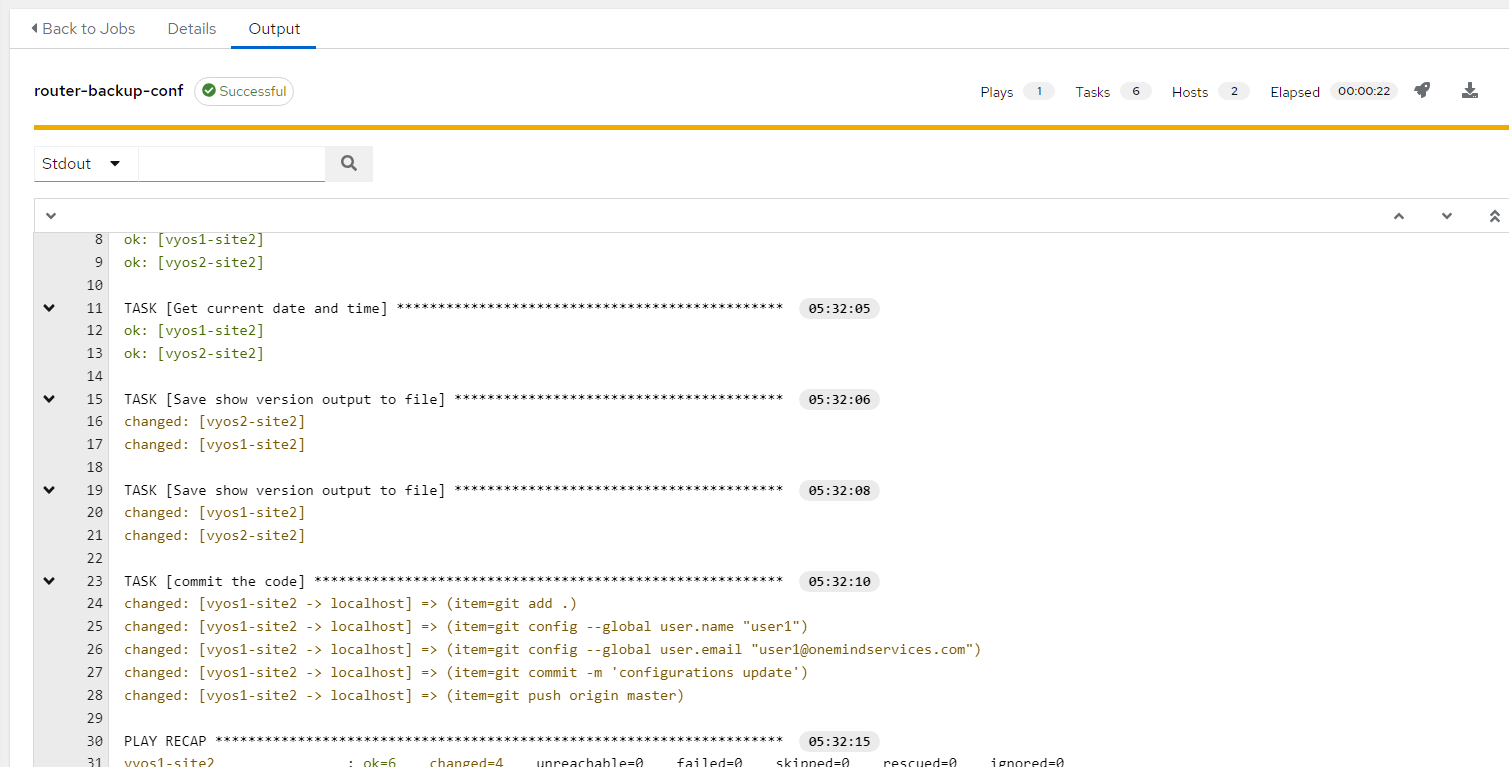 Back to Jobs Details Output
router-backup-conf Successful Plays 1 Tasks 6 Hosts 2 Elapsed 00:00:22
Stdout
8 ok: [vyos1-site2]
9 ok: [vyos2-site2]
10
11 TASK [Get current date and time] *********************************************** 05:32:05
12 ok: [vyos1-site2]
13 ok: [vyos2-site2]
14
15 TASK [Save show version output to file] **************************************** 05:32:06
16 changed: [vyos2-site2]
17 changed: [vyos1-site2]
18
19 TASK [Save show version output to file] **************************************** 05:32:08
20 changed: [vyos1-site2]
21 changed: [vyos2-site2]
22
23 TASK [commit the code] ********************************************************* 05:32:10
24 changed: [vyos1-site2 -> localhost] => (item=git add .)
25 changed: [vyos1-site2 -> localhost] => (item=git config --global user.name "user1")
26 changed: [vyos1-site2 -> localhost] => (item=git config --global user.email "user1@onemindservices.com")
27 changed: [vyos1-site2 -> localhost] => (item=git commit -m 'configurations update')
28 changed: [vyos1-site2 -> localhost] => (item=git push origin master)
29
30 PLAY RECAP ********************************************************************* 05:32:15
31 vyos1-site2 : ok=6 changed=4 unreachable=0 failed=0 skipped=0 rescued=0 ignored=0